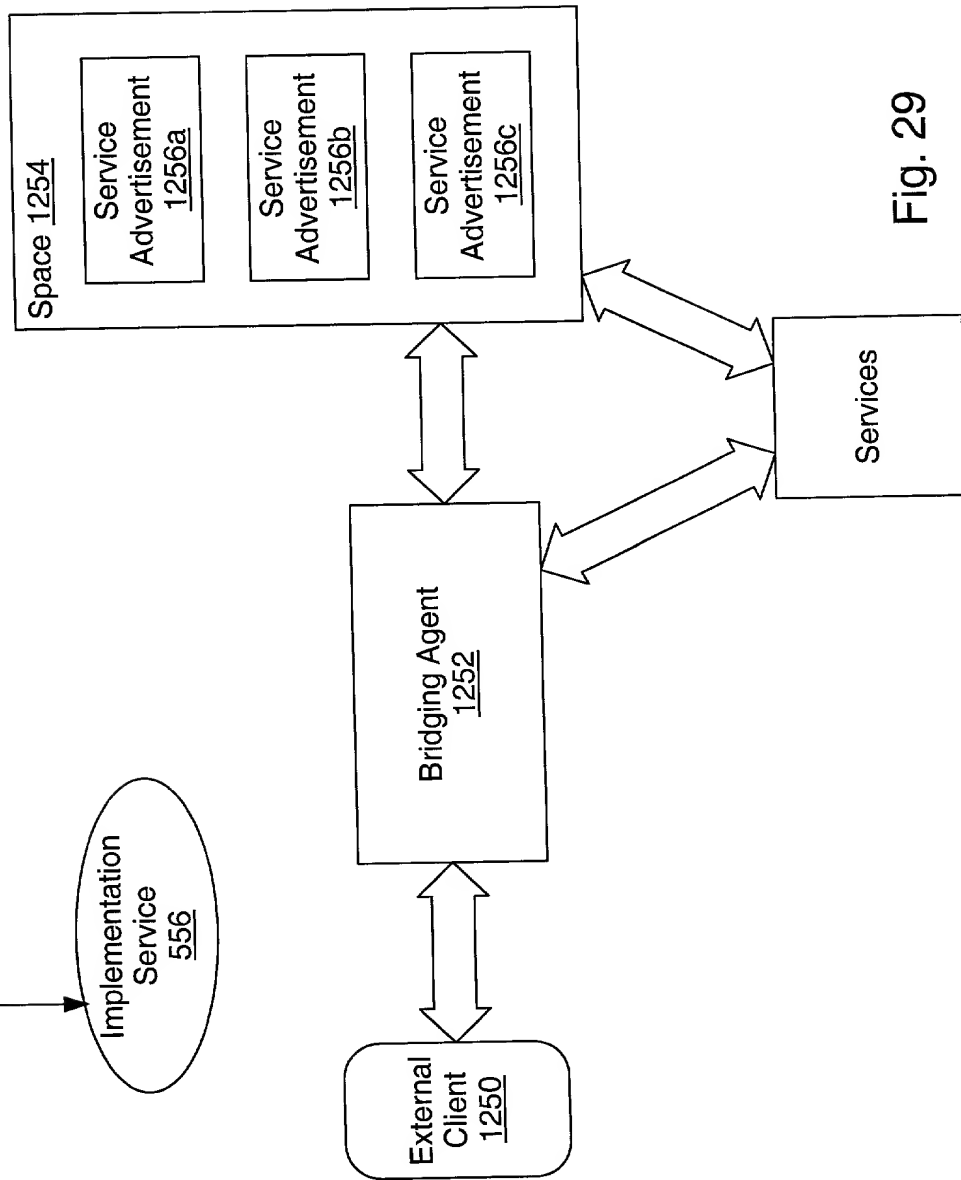 Implementation
Service
556
External
Client
1250
Bridging Agent
1252
Space 1254
Service
Advertisement
1256a
Service
Advertisement
1256b
Service
Advertisement
1256c
Services
Fig. 29